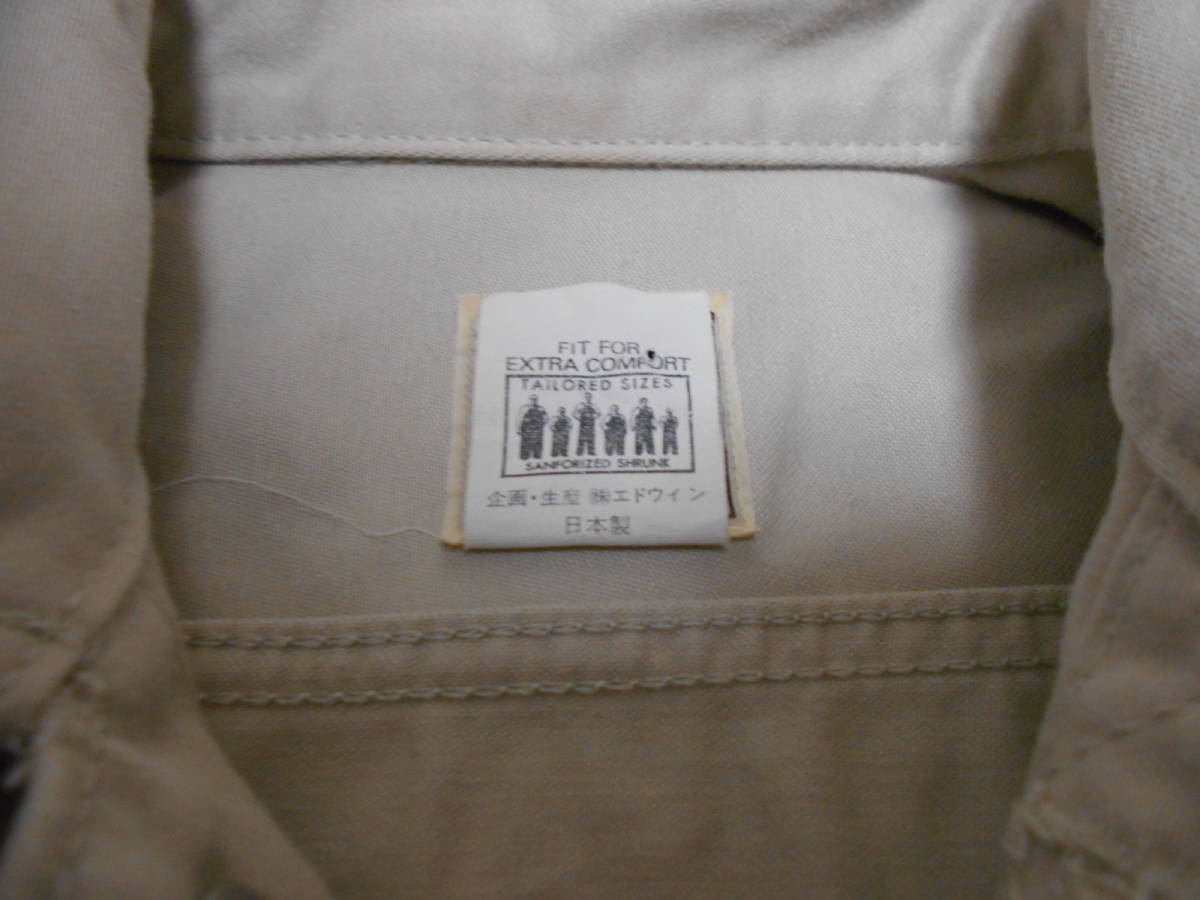 FIT FOR
EXTRA COMFORT
TAILORED SIZES
SANFORIZED SHRUNK
企画・生産 ㈱エドウィン
日本製